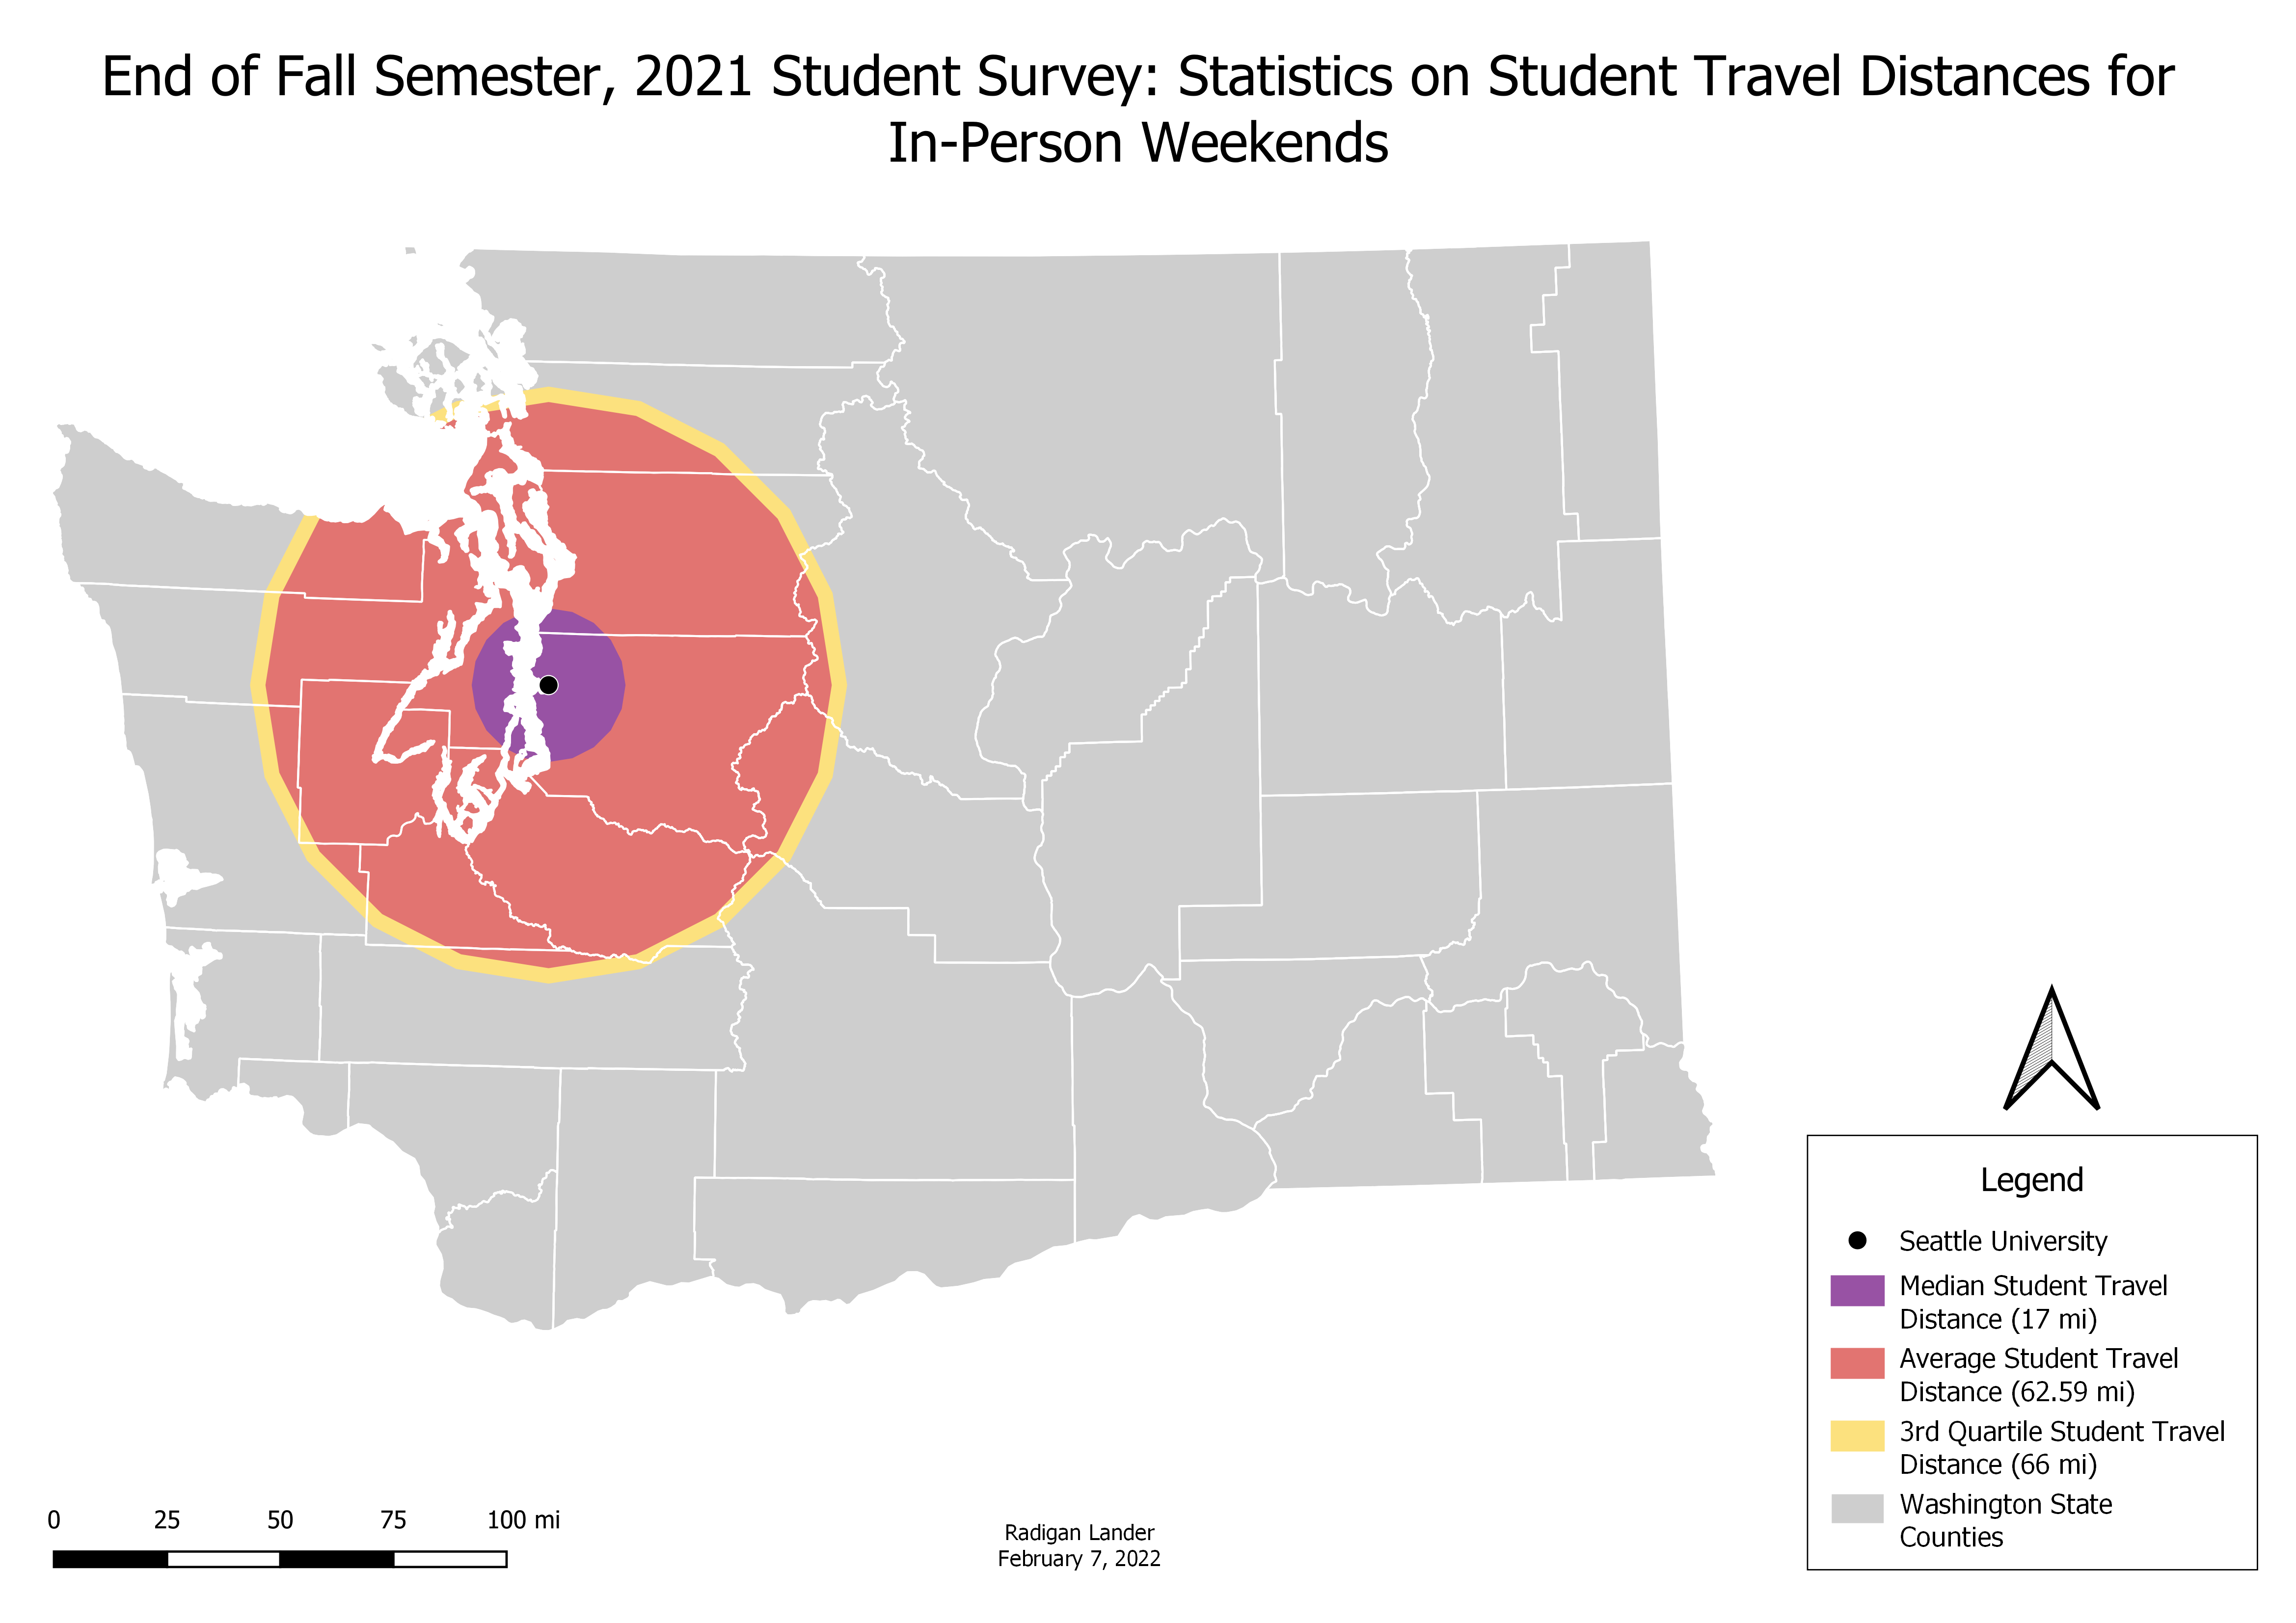 End of Fall Semester, 2021 Student Survey: Statistics on Student Travel Distances for
In-Person Weekends
Legend
Seattle University
Median Student Travel
Distance (17 mi)
Average Student Travel
Distance (62.59 mi)
3rd Quartile Student Travel
Distance (66 mi)
Washington State
Counties
0 25 50 75 100 mi
Radigan Lander
February 7, 2022